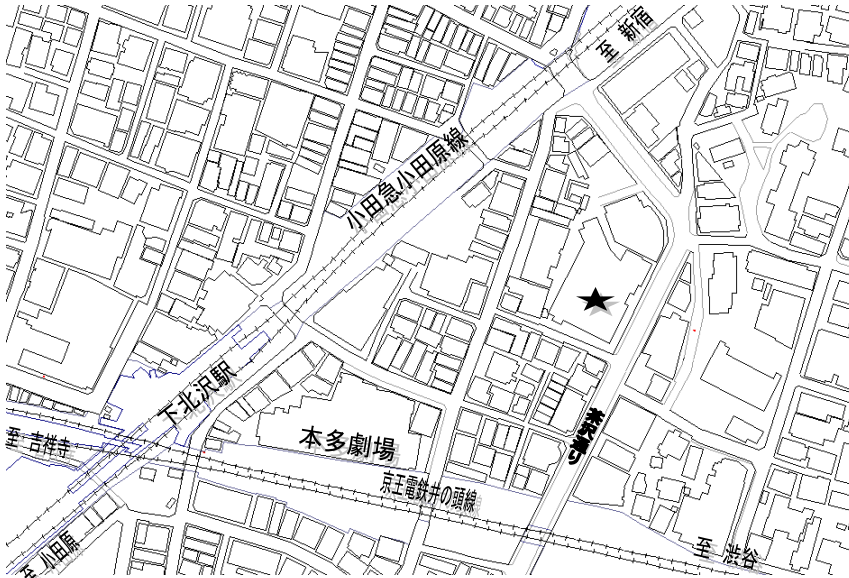 至 新宿
小田急小田原線
下北沢駅
茶沢通り
本多劇場
至 吉祥寺
京王電鉄井の頭線
至 小田原
至 渋谷